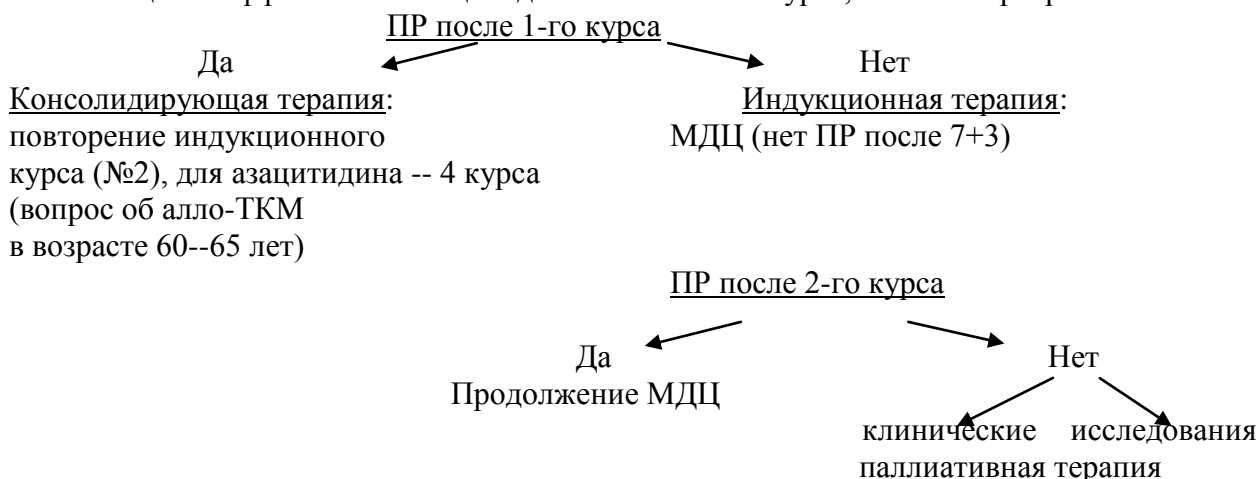 ПР после 1-го курса
Да Нет
Консолидирующая терапия: Индукционная терапия:
повторение индукционного МДЦ (нет ПР после 7+3)
курса (№2), для азацитидина -- 4 курса
(вопрос об алло-ТКМ
в возрасте 60--65 лет)
ПР после 2-го курса
Да Нет
Продолжение МДЦ
клинические исследования
паллиативная терапия